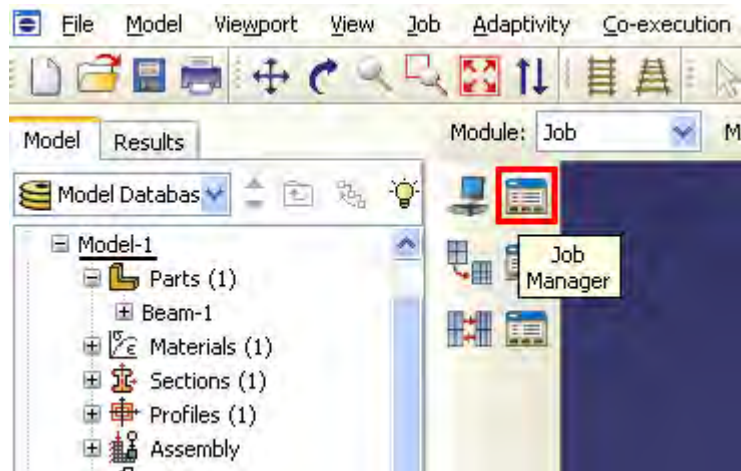 File Model Viewport View Job Adaptivity Co-execution
Model Results
Module: Job M
Model Databas
Job
Manager
Model-1
Parts (1)
Beam-1
Materials (1)
Sections (1)
Profiles (1)
Assembly